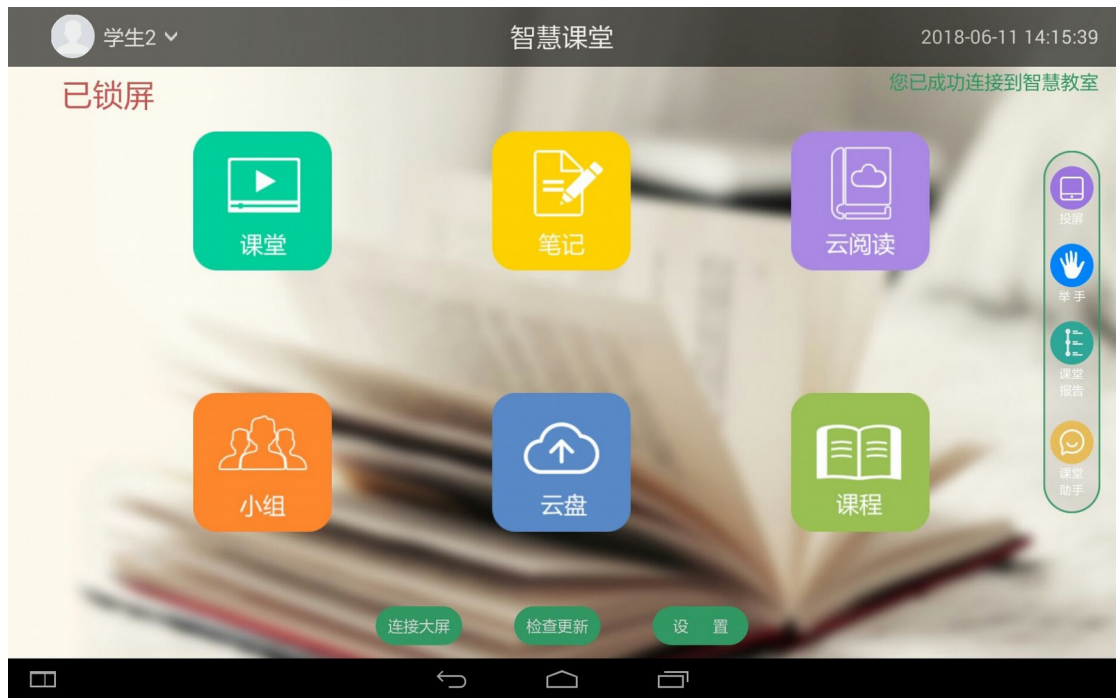 学生2
智慧课堂
2018-06-11 14:15:39
已锁屏
您已成功连接到智慧教室
课堂
笔记
云阅读
投屏
举手
课堂
报告
课堂
助手
小组
云盘
课程
连接大屏
检查更新
设 置